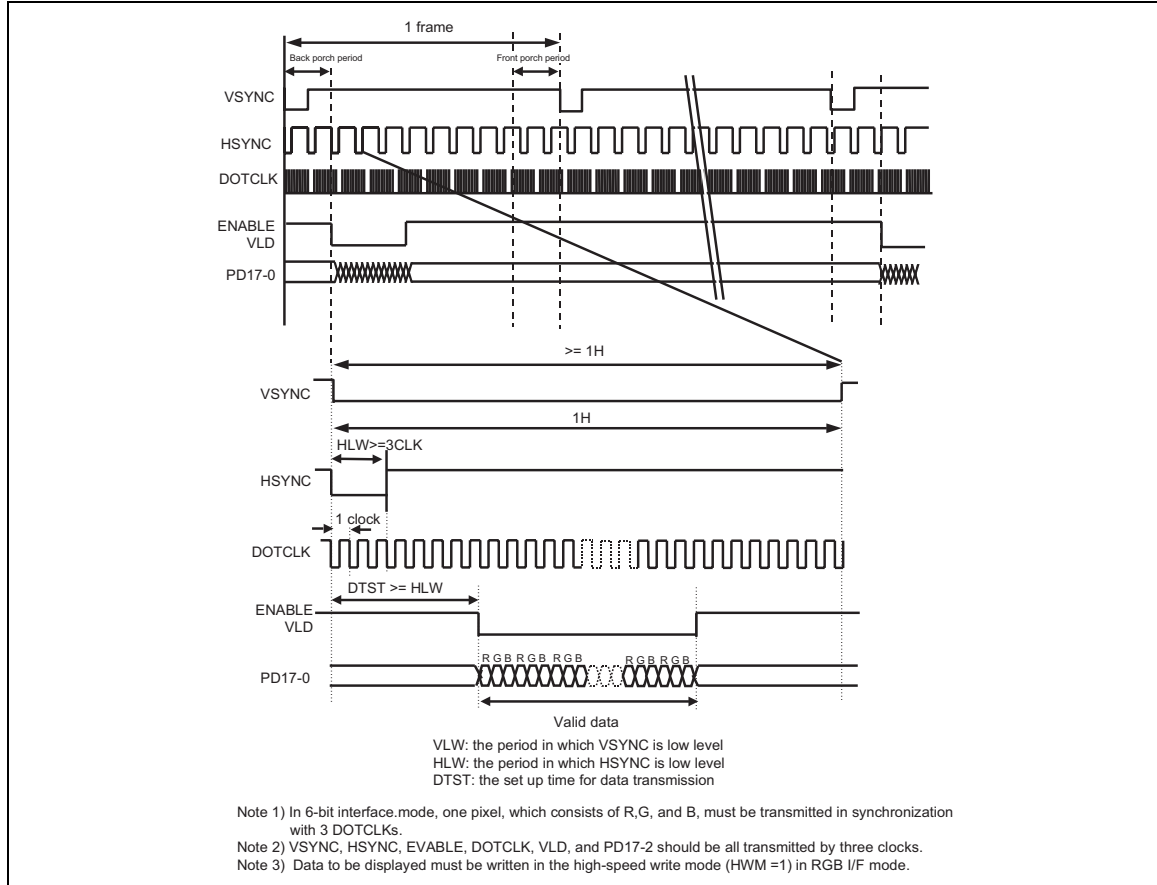 1 frame
Back porch period
Front porch period
VSYNC
HSYNC
DOTCLK
ENABLE
VLD
PD17-0
>= 1H
VSYNC
1H
HLW>=3CLK
HSYNC
1 clock
DOTCLK
DTST >= HLW
ENABLE
VLD
R G B R G B R G B R G B R G B
PD17-0
Valid data
VLW: the period in which VSYNC is low level
HLW: the period in which HSYNC is low level
DTST: the set up time for data transmission
Note 1) In 6-bit interface.mode, one pixel, which consists of R,G, and B, must be transmitted in synchronization
with 3 DOTCLKs.
Note 2) VSYNC, HSYNC, EVABLE, DOTCLK, VLD, and PD17-2 should be all transmitted by three clocks.
Note 3) Data to be displayed must be written in the high-speed write mode (HWM =1) in RGB I/F mode.